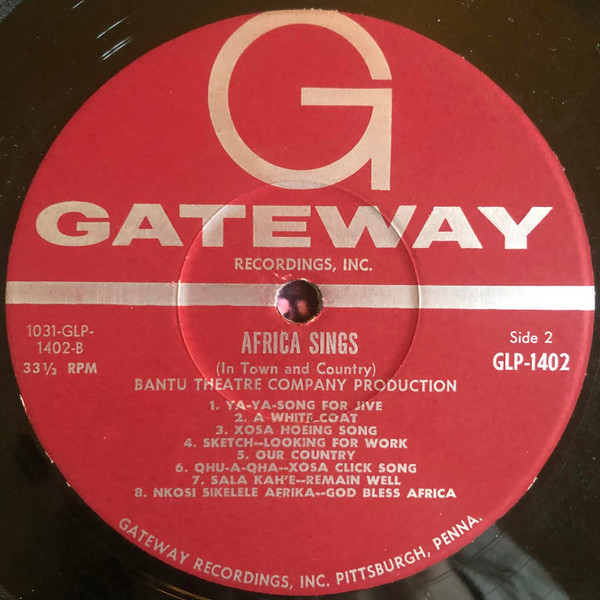 G
GATEWAY
RECORDINGS, INC.
1031-GLP-
1402-B
33⅓ RPM
Side 2
GLP-1402
AFRICA SINGS
(In Town and Country)
BANTU THEATRE COMPANY PRODUCTION
1. YA-YA-SONG FOR JIVE
2. A WHITE COAT
3. XOSA HOEING SONG
4. SKETCH--LOOKING FOR WORK
5. OUR COUNTRY
6. QHU-A-QHA--XOSA CLICK SONG
7. SALA KAH'E--REMAIN WELL
8. NKOSI SIKELELE AFRIKA--GOD BLESS AFRICA
GATEWAY RECORDINGS, INC. PITTSBURGH, PENNA.